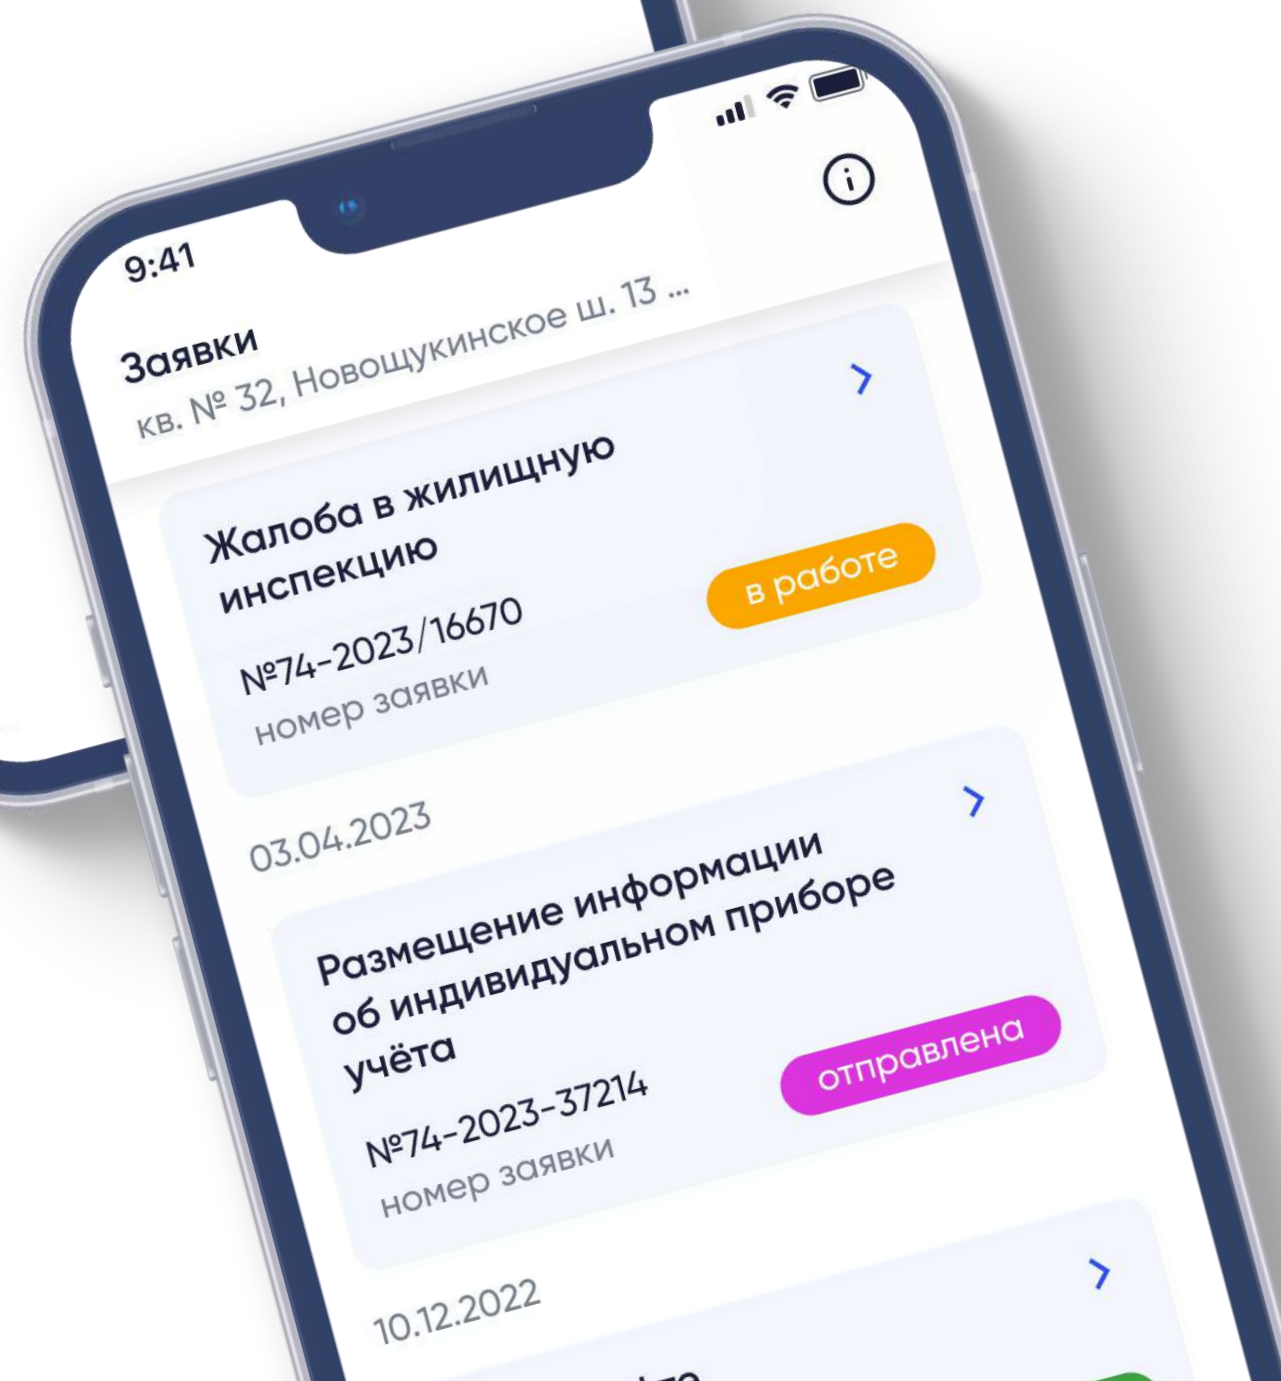 9:41
Заявки
кв. № 32, Новощукинское ш. 13 ...
Жалоба в жилищную
инспекцию
№74-2023/16670
номер заявки
в работе
03.04.2023
Размещение информации
об индивидуальном приборе
учёта
№74-2023-37214
номер заявки
отправлена
10.12.2022